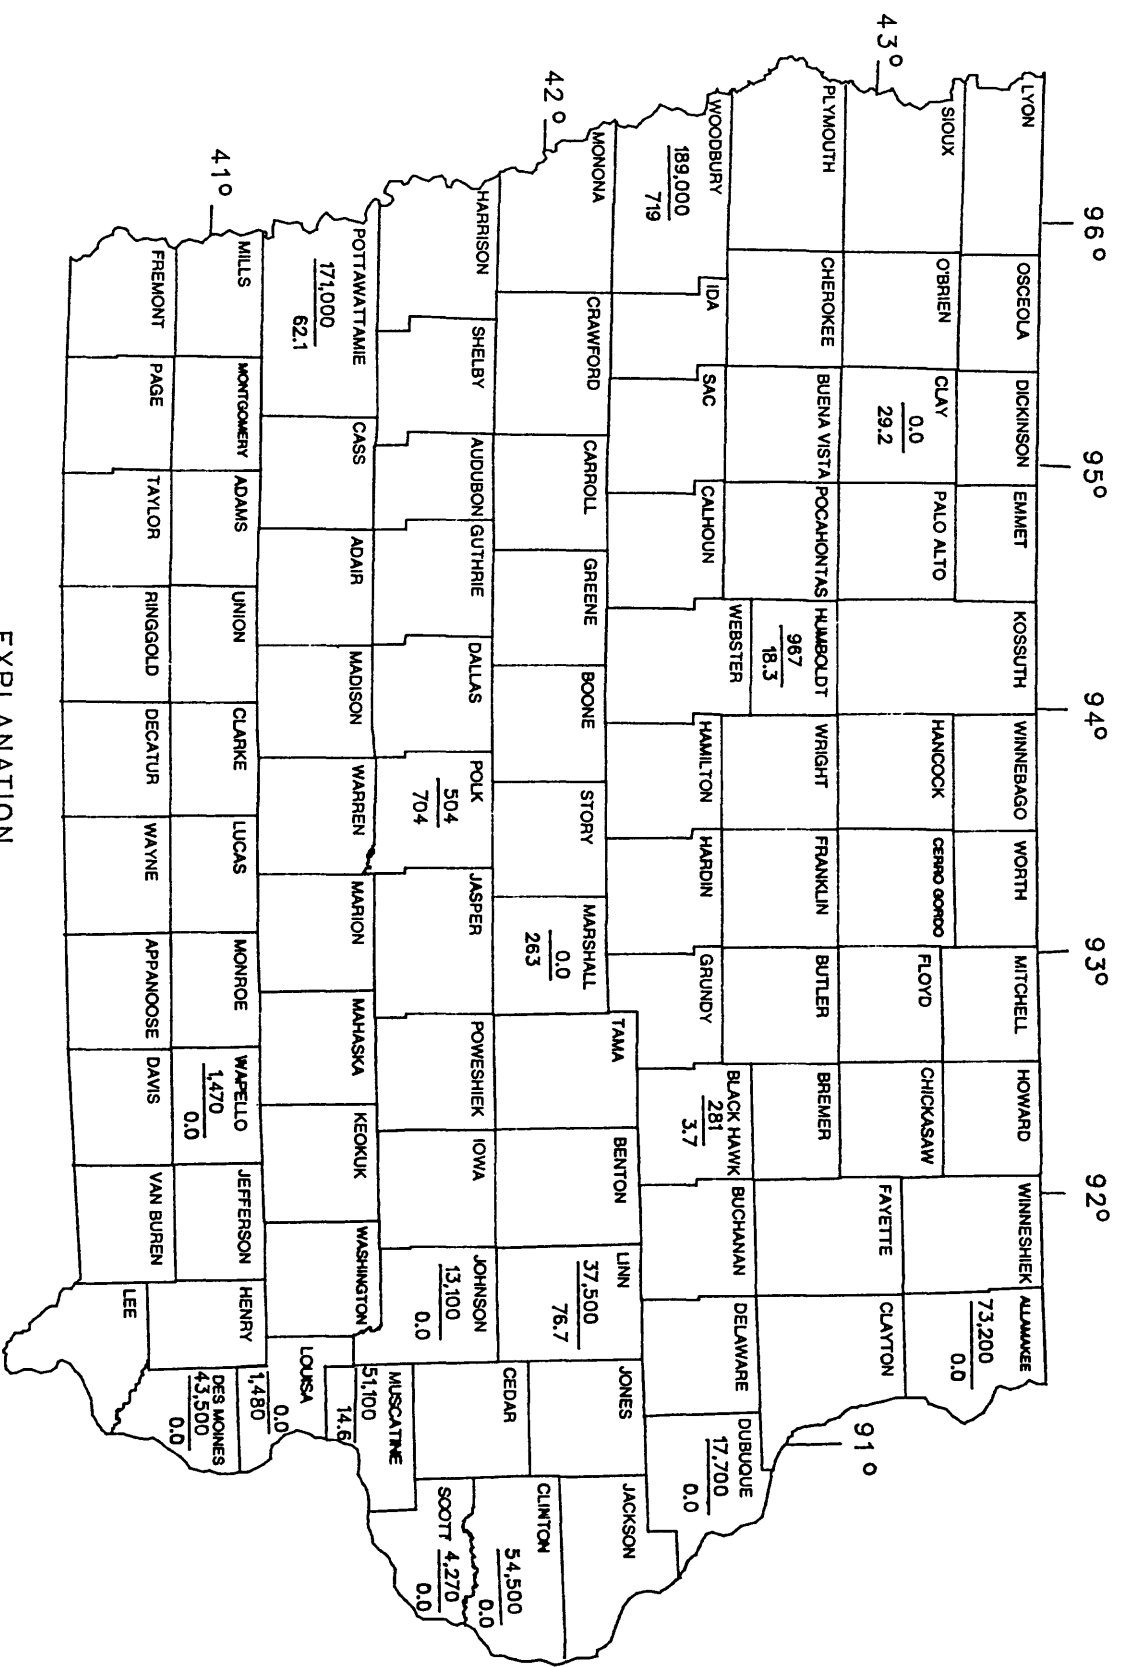 96°
95°
94°
93°
92°
LYON
OSCEOLA
DICKINSON
EMMET
KOSSUTH
WINNEBAGO
WORTH
MITCHELL
HOWARD
WINNESHIEK
ALLAMAKEE
73,200
0.0
SIOUX
O'BRIEN
CLAY
0.0
29.2
PALO ALTO
HANCOCK
CERRO GORDO
FLOYD
CHICKASAW
43°
91°
PLYMOUTH
CHEROKEE
BUENA VISTA
POCAHONTAS
HUMBOLDT
967
18.3
WRIGHT
FRANKLIN
BUTLER
BREMER
FAYETTE
CLAYTON
WOODBURY
189,000
719
IDA
SAC
CALHOUN
WEBSTER
HAMILTON
HARDIN
GRUNDY
BLACK HAWK
281
3.7
BUCHANAN
DELAWARE
DUBUQUE
17,700
0.0
42°
MONONA
CRAWFORD
CARROLL
GREENE
BOONE
STORY
MARSHALL
0.0
263
TAMA
BENTON
LINN
37,500
76.7
JONES
JACKSON
HARRISON
SHELBY
AUDUBON
GUTHRIE
DALLAS
POLK
504
704
JASPER
POWESHIEK
IOWA
JOHNSON
13,100
0.0
CEDAR
CLINTON
54,500
0.0
SCOTT 4,270
0.0
POTTAWATTAMIE
171,000
62.1
CASS
ADAIR
MADISON
WARREN
MARION
MAHASKA
KEOKUK
WASHINGTON
MUSCATINE
51,100
14.6
LOUISA
0.0
1,480
41°
MILLS
MONTGOMERY
ADAMS
UNION
CLARKE
LUCAS
MONROE
WAPELLO
1,470
0.0
JEFFERSON
HENRY
DES MOINES
43,500
0.0
FREMONT
PAGE
TAYLOR
RINGGOLD
DECATUR
WAYNE
APPANOOSE
DAVIS
VAN BUREN
LEE
EXPLANATION